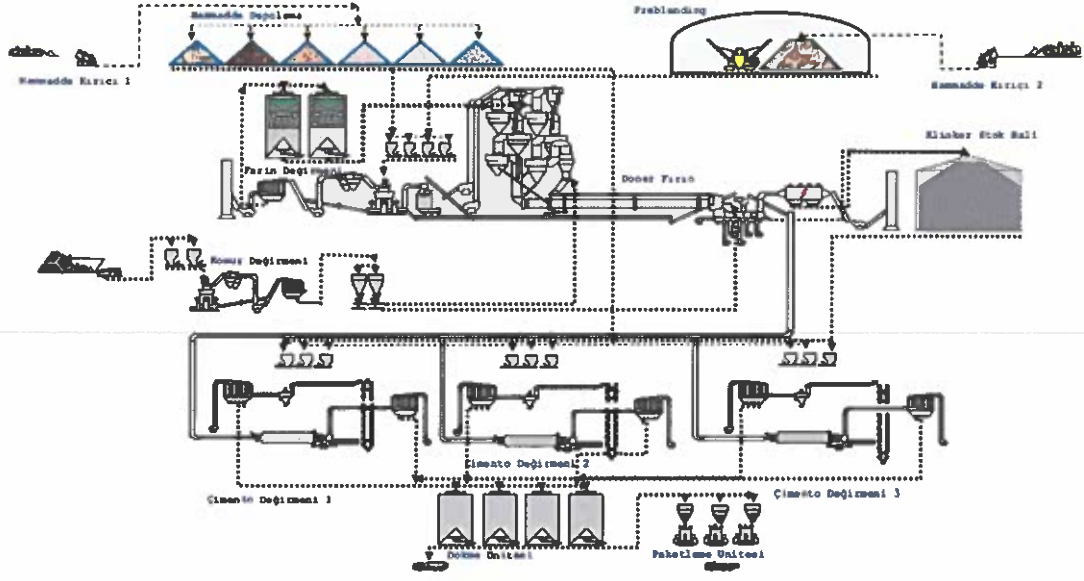 Hammadde Depolama
Preblending
Hammadde Kırıcı 1
Hammadde Kırıcı 2
Klinker Stok Hali
Farin Değirmeni
Döner Fırın
Kömür Değirmeni
Çimento Değirmeni 2
Çimento Değirmeni 1
Çimento Değirmeni 3
Dökme Ünitesi
Paketleme Ünitesi